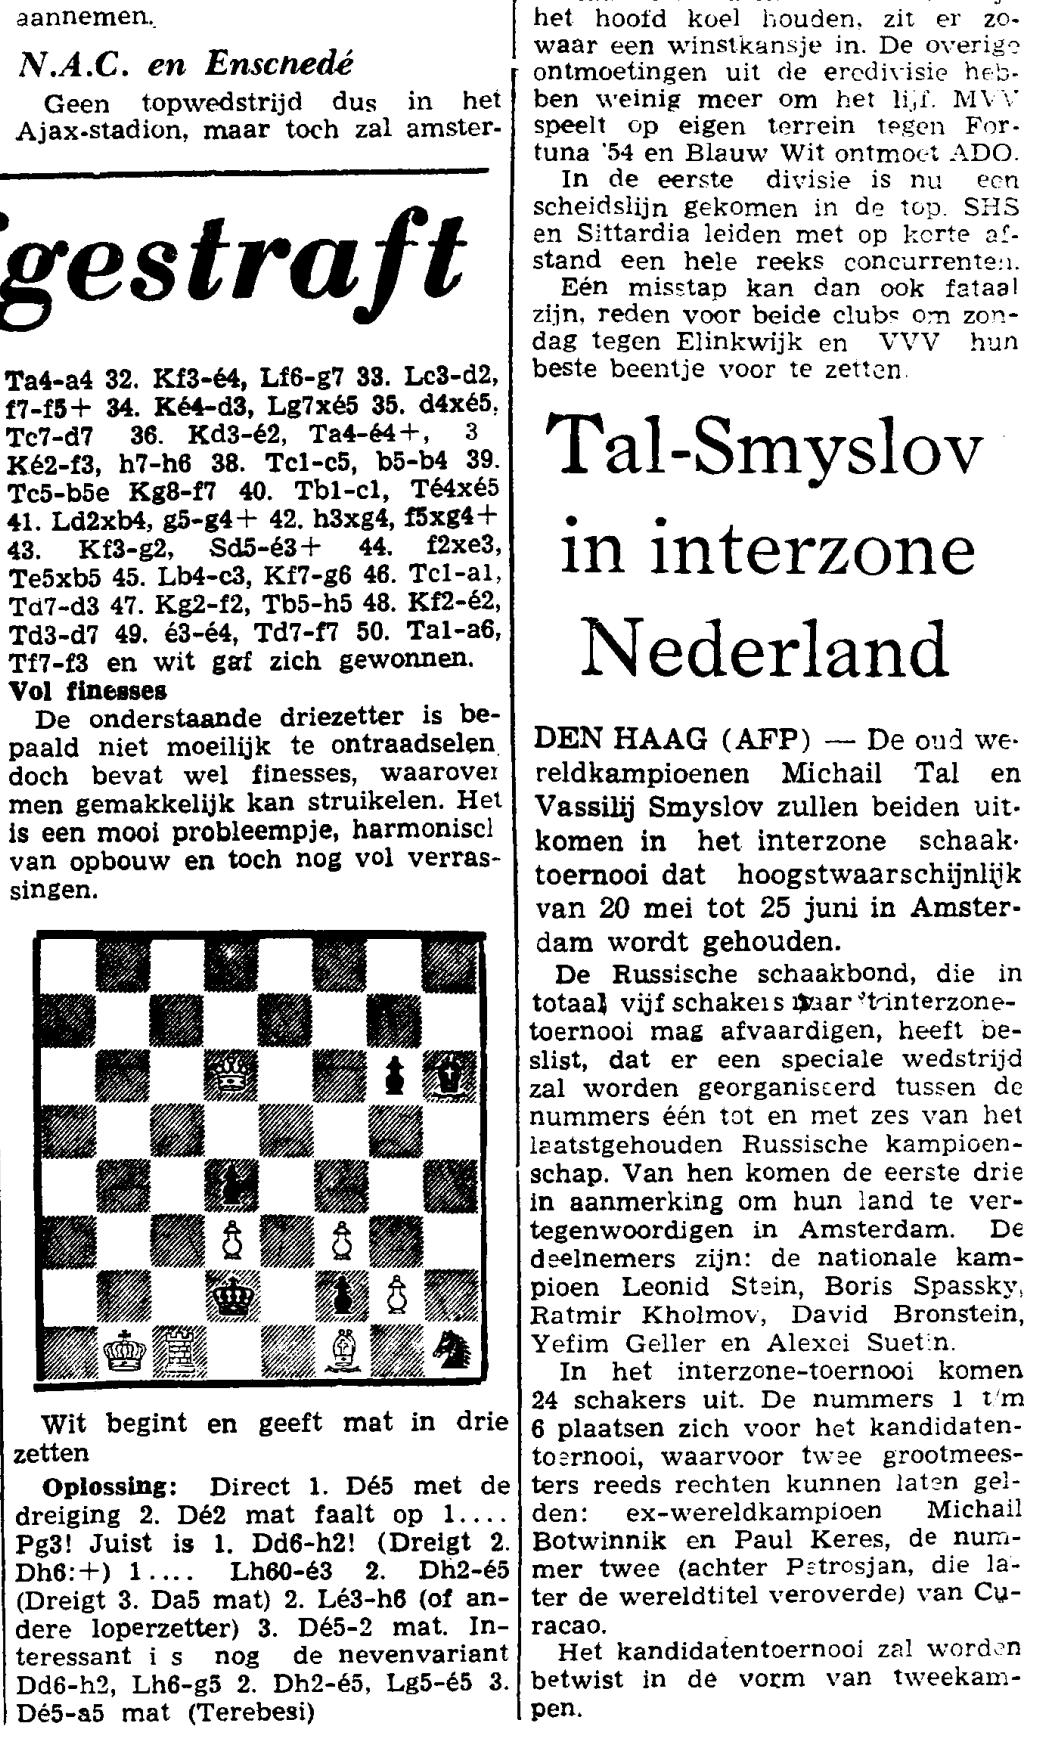 aannemen.
N.A.C. en Enschedé
Geen topwedstrijd dus in het
Ajax-stadion, maar toch zal amster-
gestraft
Ta4-a4 32. Kf3-é4, Lf6-g7 33. Lc3-d2,
f7-f5+ 34. Ké4-d3, Lg7xé5 35. d4xé5,
Tc7-d7 36. Kd3-é2, Ta4-é4+, 3
Ké2-f3, h7-h6 38. Tc1-c5, b5-b4 39.
Tc5-b5e Kg8-f7 40. Tb1-c1, Té4xé5
41. Ld2xb4, g5-g4+ 42. h3xg4, f5xg4+
43. Kf3-g2, Sd5-é3+ 44. f2xe3,
Te5xb5 45. Lb4-c3, Kf7-g6 46. Tc1-a1,
Td7-d3 47. Kg2-f2, Tb5-h5 48. Kf2-é2,
Td3-d7 49. é3-é4, Td7-f7 50. Ta1-a6,
Tf7-f3 en wit gaf zich gewonnen.
Vol finesses
De onderstaande driezetter is be-
paald niet moeilijk te ontraadselen
doch bevat wel finesses, waarover
men gemakkelijk kan struikelen. Het
is een mooi probleempje, harmonisch
van opbouw en toch nog vol verras-
singen.
Wit begint en geeft mat in drie
zetten
Oplossing: Direct 1. Dé5 met de
dreiging 2. Dé2 mat faalt op 1....
Pg3! Juist is 1. Dd6-h2! (Dreigt 2.
Dh6:+) 1.... Lh60-é3 2. Dh2-é5
(Dreigt 3. Da5 mat) 2. Lé3-h6 (of an-
dere loperzetter) 3. Dé5-2 mat. In-
teressant i s nog de nevenvariant
Dd6-h2, Lh6-g5 2. Dh2-é5, Lg5-é5 3.
Dé5-a5 mat (Terebesi)
het hoofd koel houden, zit er zo-
waar een winstkansje in. De overige
ontmoetingen uit de eredivisie heb-
ben weinig meer om het lijf. MVV
speelt op eigen terrein tegen For-
tuna '54 en Blauw Wit ontmoet ADO.
In de eerste divisie is nu een
scheidslijn gekomen in de top. SHS
en Sittardia leiden met op korte af-
stand een hele reeks concurrenten.
Eén misstap kan dan ook fataal
zijn, reden voor beide clubs om zon-
dag tegen Elinkwijk en VVV hun
beste beentje voor te zetten.
Tal-Smyslov
in interzone
Nederland
DEN HAAG (AFP) — De oud we-
reldkampioenen Michail Tal en
Vassilij Smyslov zullen beiden uit-
komen in het interzone schaak-
toernooi dat hoogstwaarschijnlijk
van 20 mei tot 25 juni in Amster-
dam wordt gehouden.
De Russische schaakbond, die in
totaal vijf schakers naar 't interzone-
toernooi mag afvaardigen, heeft be-
slist, dat er een speciale wedstrijd
zal worden georganiseerd tussen de
nummers één tot en met zes van het
laatstgehouden Russische kampioen-
schap. Van hen komen de eerste drie
in aanmerking om hun land te ver-
tegenwoordigen in Amsterdam. De
deelnemers zijn: de nationale kam-
pioen Leonid Stein, Boris Spassky,
Ratmir Kholmov, David Bronstein,
Yefim Geller en Alexei Suetin.
In het interzone-toernooi komen
24 schakers uit. De nummers 1 t/m
6 plaatsen zich voor het kandidaten-
toernooi, waarvoor twee grootmees-
ters reeds rechten kunnen laten gel-
den: ex-wereldkampioen Michail
Botwinnik en Paul Keres, de num-
mer twee (achter Petrosjan, die la-
ter de wereldtitel veroverde) van Cu-
racao.
Het kandidatentoernooi zal worden
betwist in de vorm van tweekam-
pen.